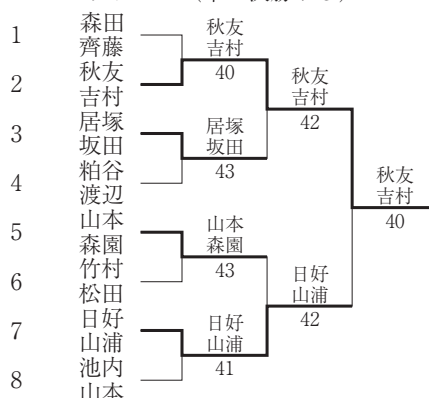 1
森田
齊藤
2
秋友
吉村
3
居塚
坂田
4
粕谷
渡辺
5
山本
森園
6
竹村
松田
7
日好
山浦
8
池内
山本
秋友
吉村
40
居塚
坂田
43
山本
森園
43
日好
山浦
41
秋友
吉村
42
日好
山浦
42
秋友
吉村
40